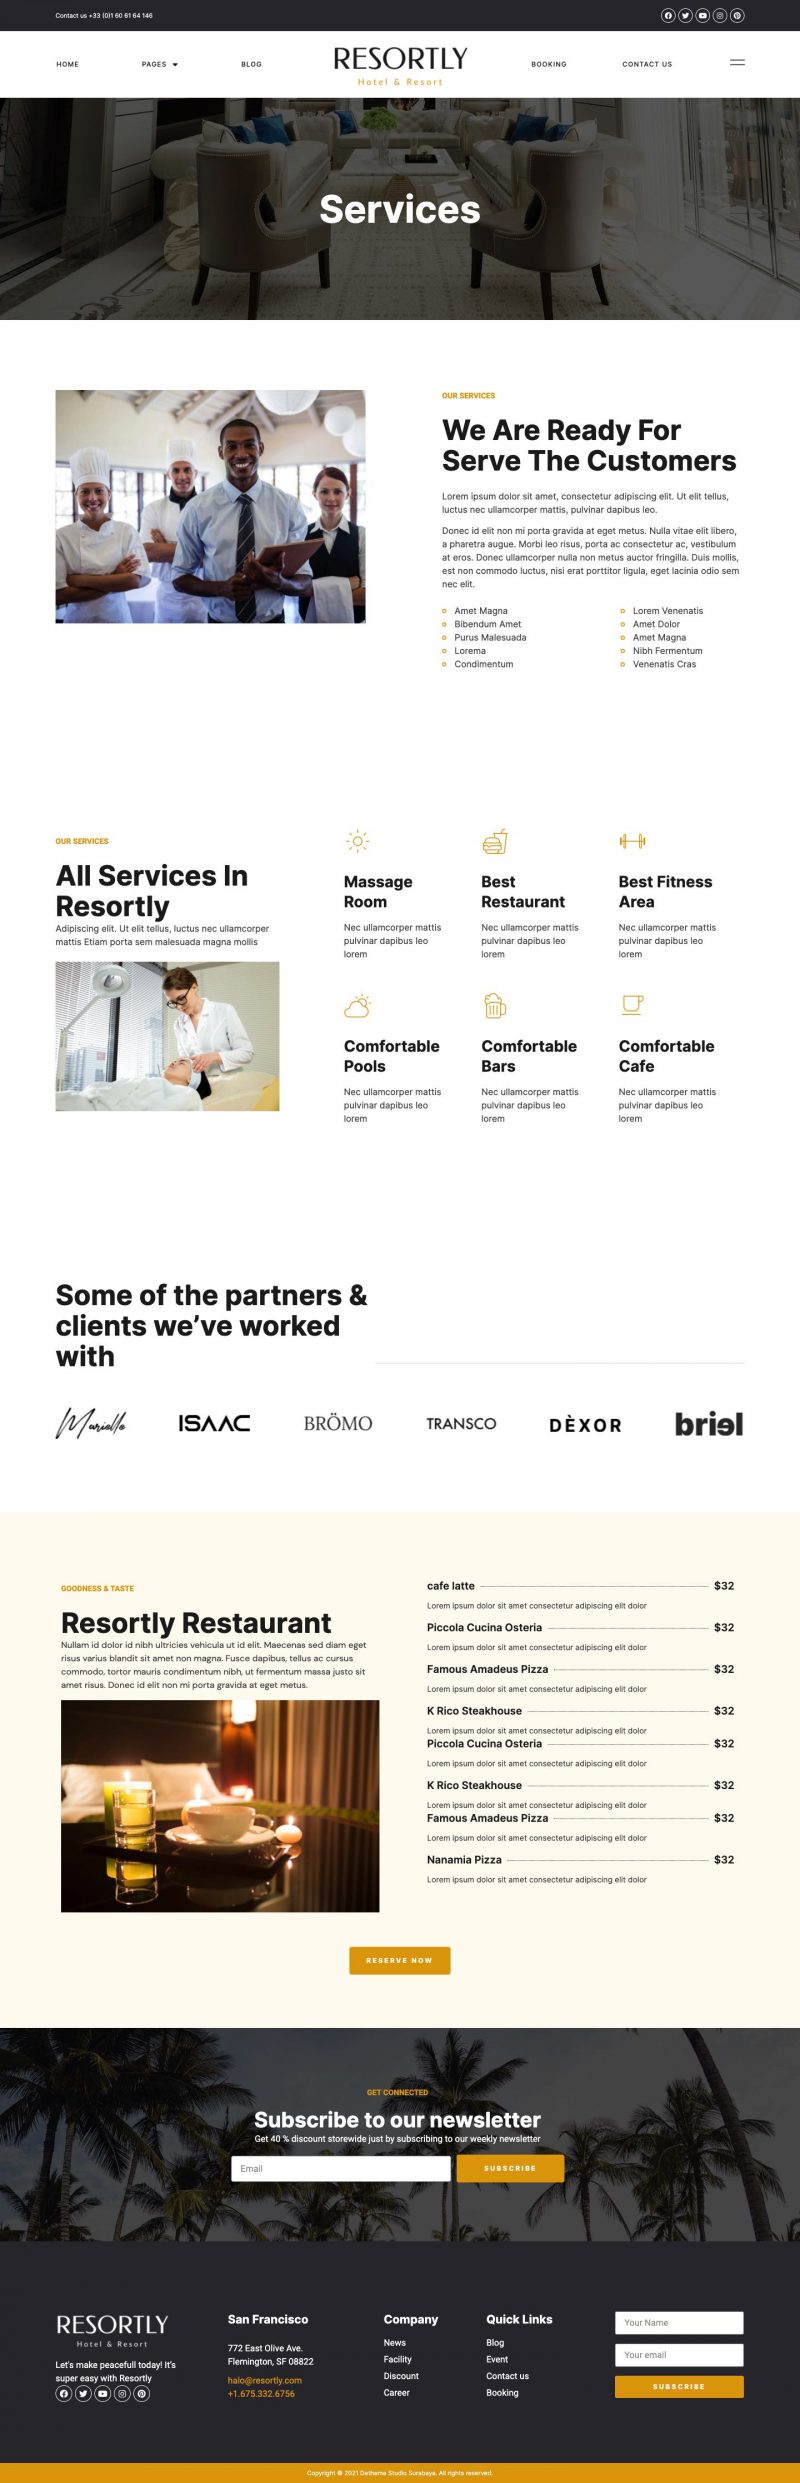 Contact us +33 (0)1 60 61 64 146
HOME
PAGES
BLOG
RESORTLY
Hotel & Resort
BOOKING
CONTACT US
Services
OUR SERVICES
We Are Ready For
Serve The Customers
Lorem ipsum dolor sit amet, consectetur adipiscing elit. Ut elit tellus,
luctus nec ullamcorper mattis, pulvinar dapibus leo.
Donec id elit non mi porta gravida at eget metus. Nulla vitae elit libero,
a pharetra augue. Morbi leo risus, porta ac consectetur ac, vestibulum
at eros. Donec ullamcorper nulla non metus auctor fringilla. Duis mollis,
est non commodo luctus, nisi erat porttitor ligula, eget lacinia odio sem
nec elit.
Amet Magna
Bibendum Amet
Purus Malesuada
Lorema
Condimentum
Lorem Venenatis
Amet Dolor
Amet Magna
Nibh Fermentum
Venenatis Cras
OUR SERVICES
All Services In
Resortly
Adipiscing elit. Ut elit tellus, luctus nec ullamcorper
mattis Etiam porta sem malesuada magna mollis
Massage
Room
Nec ullamcorper mattis
pulvinar dapibus leo
lorem
Best
Restaurant
Nec ullamcorper mattis
pulvinar dapibus leo
lorem
Best Fitness
Area
Nec ullamcorper mattis
pulvinar dapibus leo
lorem
Comfortable
Pools
Nec ullamcorper mattis
pulvinar dapibus leo
lorem
Comfortable
Bars
Nec ullamcorper mattis
pulvinar dapibus leo
lorem
Comfortable
Cafe
Nec ullamcorper mattis
pulvinar dapibus leo
lorem
Some of the partners &
clients we've worked
with
Marielle
ISAAC
BRÖMO
TRANSCO
DÈXOR
briel
GOODNESS & TASTE
Resortly Restaurant
Nullam id dolor id nibh ultricies vehicula ut id elit. Maecenas sed diam eget
risus varius blandit sit amet non magna. Fusce dapibus, tellus ac cursus
commodo, tortor mauris condimentum nibh, ut fermentum massa justo sit
amet risus. Donec id elit non mi porta gravida at eget metus.
cafe latte $32
Lorem ipsum dolor sit amet consectetur adipiscing elit dolor
Piccola Cucina Osteria $32
Lorem ipsum dolor sit amet consectetur adipiscing elit dolor
Famous Amadeus Pizza $32
Lorem ipsum dolor sit amet consectetur adipiscing elit dolor
K Rico Steakhouse $32
Lorem ipsum dolor sit amet consectetur adipiscing elit dolor
Piccola Cucina Osteria $32
Lorem ipsum dolor sit amet consectetur adipiscing elit dolor
K Rico Steakhouse $32
Lorem ipsum dolor sit amet consectetur adipiscing elit dolor
Famous Amadeus Pizza $32
Lorem ipsum dolor sit amet consectetur adipiscing elit dolor
Nanamia Pizza $32
Lorem ipsum dolor sit amet consectetur adipiscing elit dolor
RESERVE NOW
GET CONNECTED
Subscribe to our newsletter
Get 40 % discount storewide just by subscribing to our weekly newsletter
Email
SUBSCRIBE
RESORTLY
Hotel & Resort
Let's make peacefull today! It's
super easy with Resortly
San Francisco
772 East Olive Ave.
Flemington, SF 08822
halo@resortly.com
+1.675.332.6756
Company
News
Facility
Discount
Career
Quick Links
Blog
Event
Contact us
Booking
Your Name
Your email
SUBSCRIBE
Copyright © 2021 Detheme Studio Surabaya. All rights reserved.